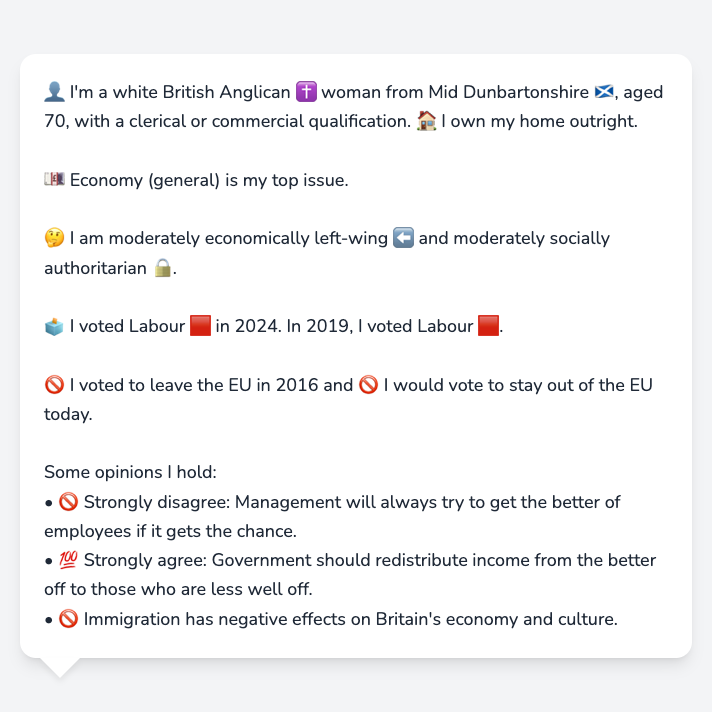 👤 I'm a white British Anglican ✝️ woman from Mid Dunbartonshire 🏴󠁧󠁢󠁳󠁣󠁴󠁿, aged
70, with a clerical or commercial qualification. 🏠 I own my home outright.
💷 Economy (general) is my top issue.
🤔 I am moderately economically left-wing ⬅️ and moderately socially
authoritarian 🔒.
🗳️ I voted Labour 🟥 in 2024. In 2019, I voted Labour 🟥.
🚫 I voted to leave the EU in 2016 and 🚫 I would vote to stay out of the EU
today.
Some opinions I hold:
• 🚫 Strongly disagree: Management will always try to get the better of
employees if it gets the chance.
• 💯 Strongly agree: Government should redistribute income from the better
off to those who are less well off.
• 🚫 Immigration has negative effects on Britain's economy and culture.